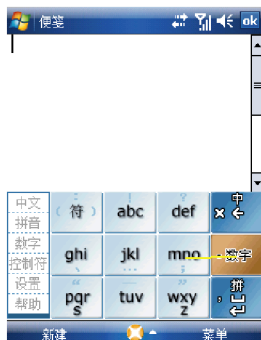 便笺 ok
中文
拼音
数字
控制符
设置
帮助
( 符 ) abc def × 中
ghi jkl mno 数字
pqrs tuv wxyz , 拼
新建 菜单